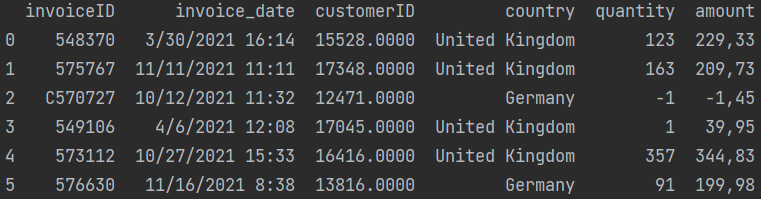 invoiceID invoice_date customerID country quantity amount
0 548370 3/30/2021 16:14 15528.0000 United Kingdom 123 229,33
1 575767 11/11/2021 11:11 17348.0000 United Kingdom 163 209,73
2 C570727 10/12/2021 11:32 12471.0000 Germany -1 -1,45
3 549106 4/6/2021 12:08 17045.0000 United Kingdom 1 39,95
4 573112 10/27/2021 15:33 16416.0000 United Kingdom 357 344,83
5 576630 11/16/2021 8:38 13816.0000 Germany 91 199,98